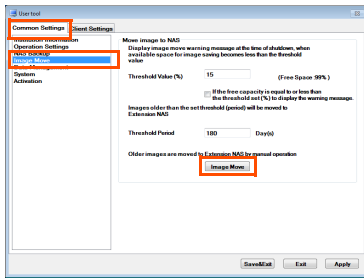 User tool
Common Settings
Client Settings
Institution Information
Operation Settings
NAS Backup
Image Move
System
Activation
Move image to NAS
Display image move warning message at the time of shutdown, when
available space for image saving becomes less than the threshold
value
Threshold Value (%) 15 (Free Space :99% )
If the free capacity is equal to or less than
the threshold set (%) to display the warning message.
Images older than the set threshold (period) will be moved to
Extension NAS
Threshold Period 180 Day(s)
Older images are moved to Extension NAS by manual operation
Image Move
Save&Exit Exit Apply